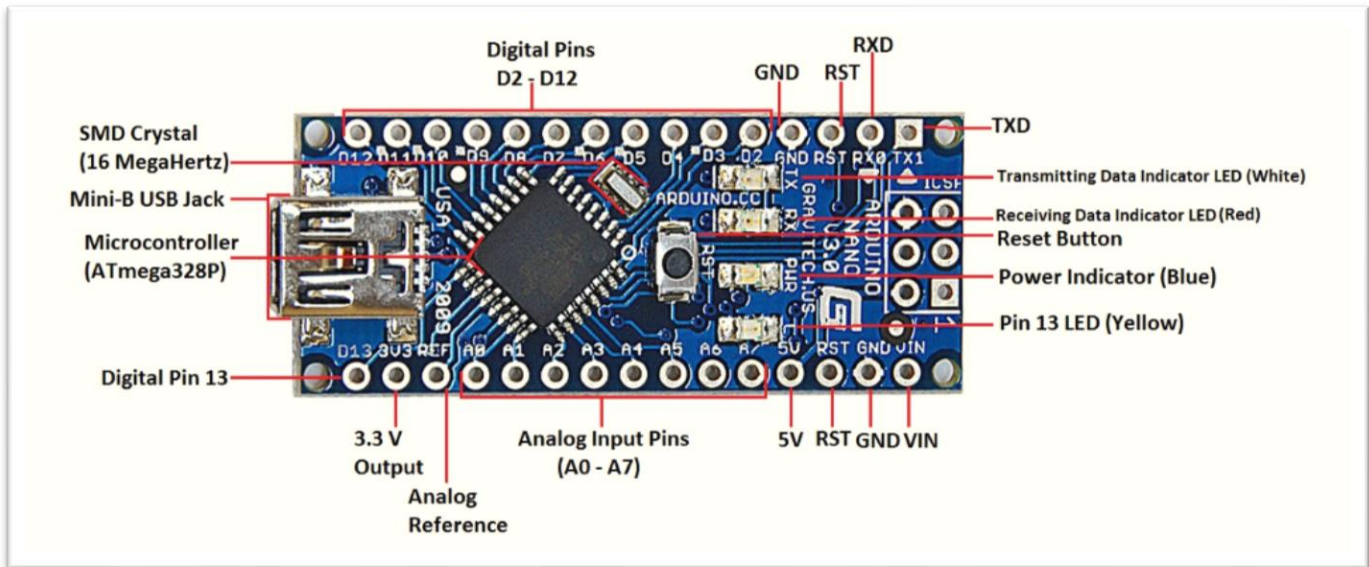 Digital Pins
D2 - D12
RXD
GND
RST
TXD
SMD Crystal
(16 MegaHertz)
Mini-B USB Jack
Microcontroller
(ATmega328P)
Transmitting Data Indicator LED (White)
Receiving Data Indicator LED (Red)
Reset Button
Power Indicator (Blue)
Pin 13 LED (Yellow)
D12 D11 D10 D9 D8 D7 D6 D5 D4 D3 D2 GND RST RX0 TX1
ICSP
TX
RX
PWR
L
ARDUINO.CC
RST
USA
2009
GRAVITECH.US
ARDUINO
NANO
V3.0
G
1
D13 3V3 REF A0 A1 A2 A3 A4 A5 A6 A7 5V RST GND VIN
Digital Pin 13
3.3 V
Output
Analog
Reference
Analog Input Pins
(A0 - A7)
5V
RST
GND
VIN